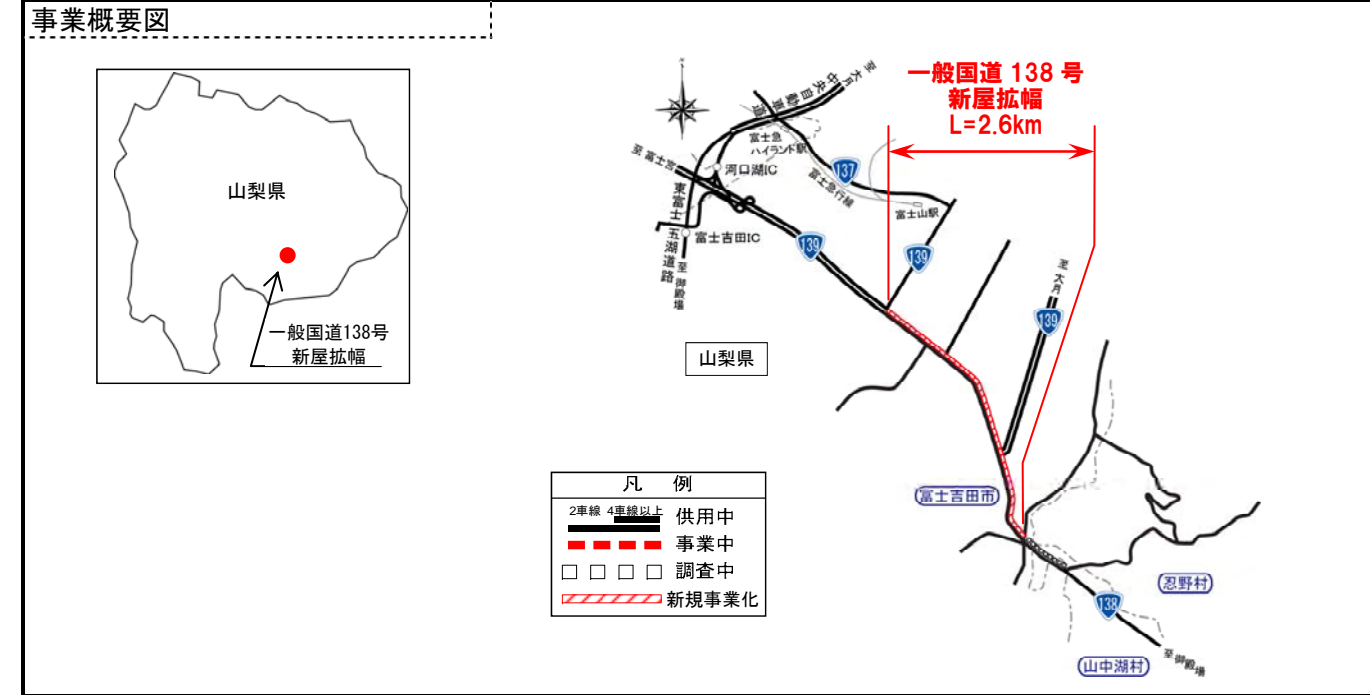 事業概要図
山梨県
一般国道138号
新屋拡幅
一般国道 138 号
新屋拡幅
L=2.6km
至 大月
中央自動車道
富士急
ハイランド駅
至 富士宮
河口湖IC
137
富士急行線
富士山駅
東富士五湖道路
富士吉田IC
至 御殿場
139
139
至 大月
139
山梨県
富士吉田市
忍野村
138
山中湖村
至 御殿場
凡 例
2車線 4車線以上 供用中
事業中
調査中
新規事業化